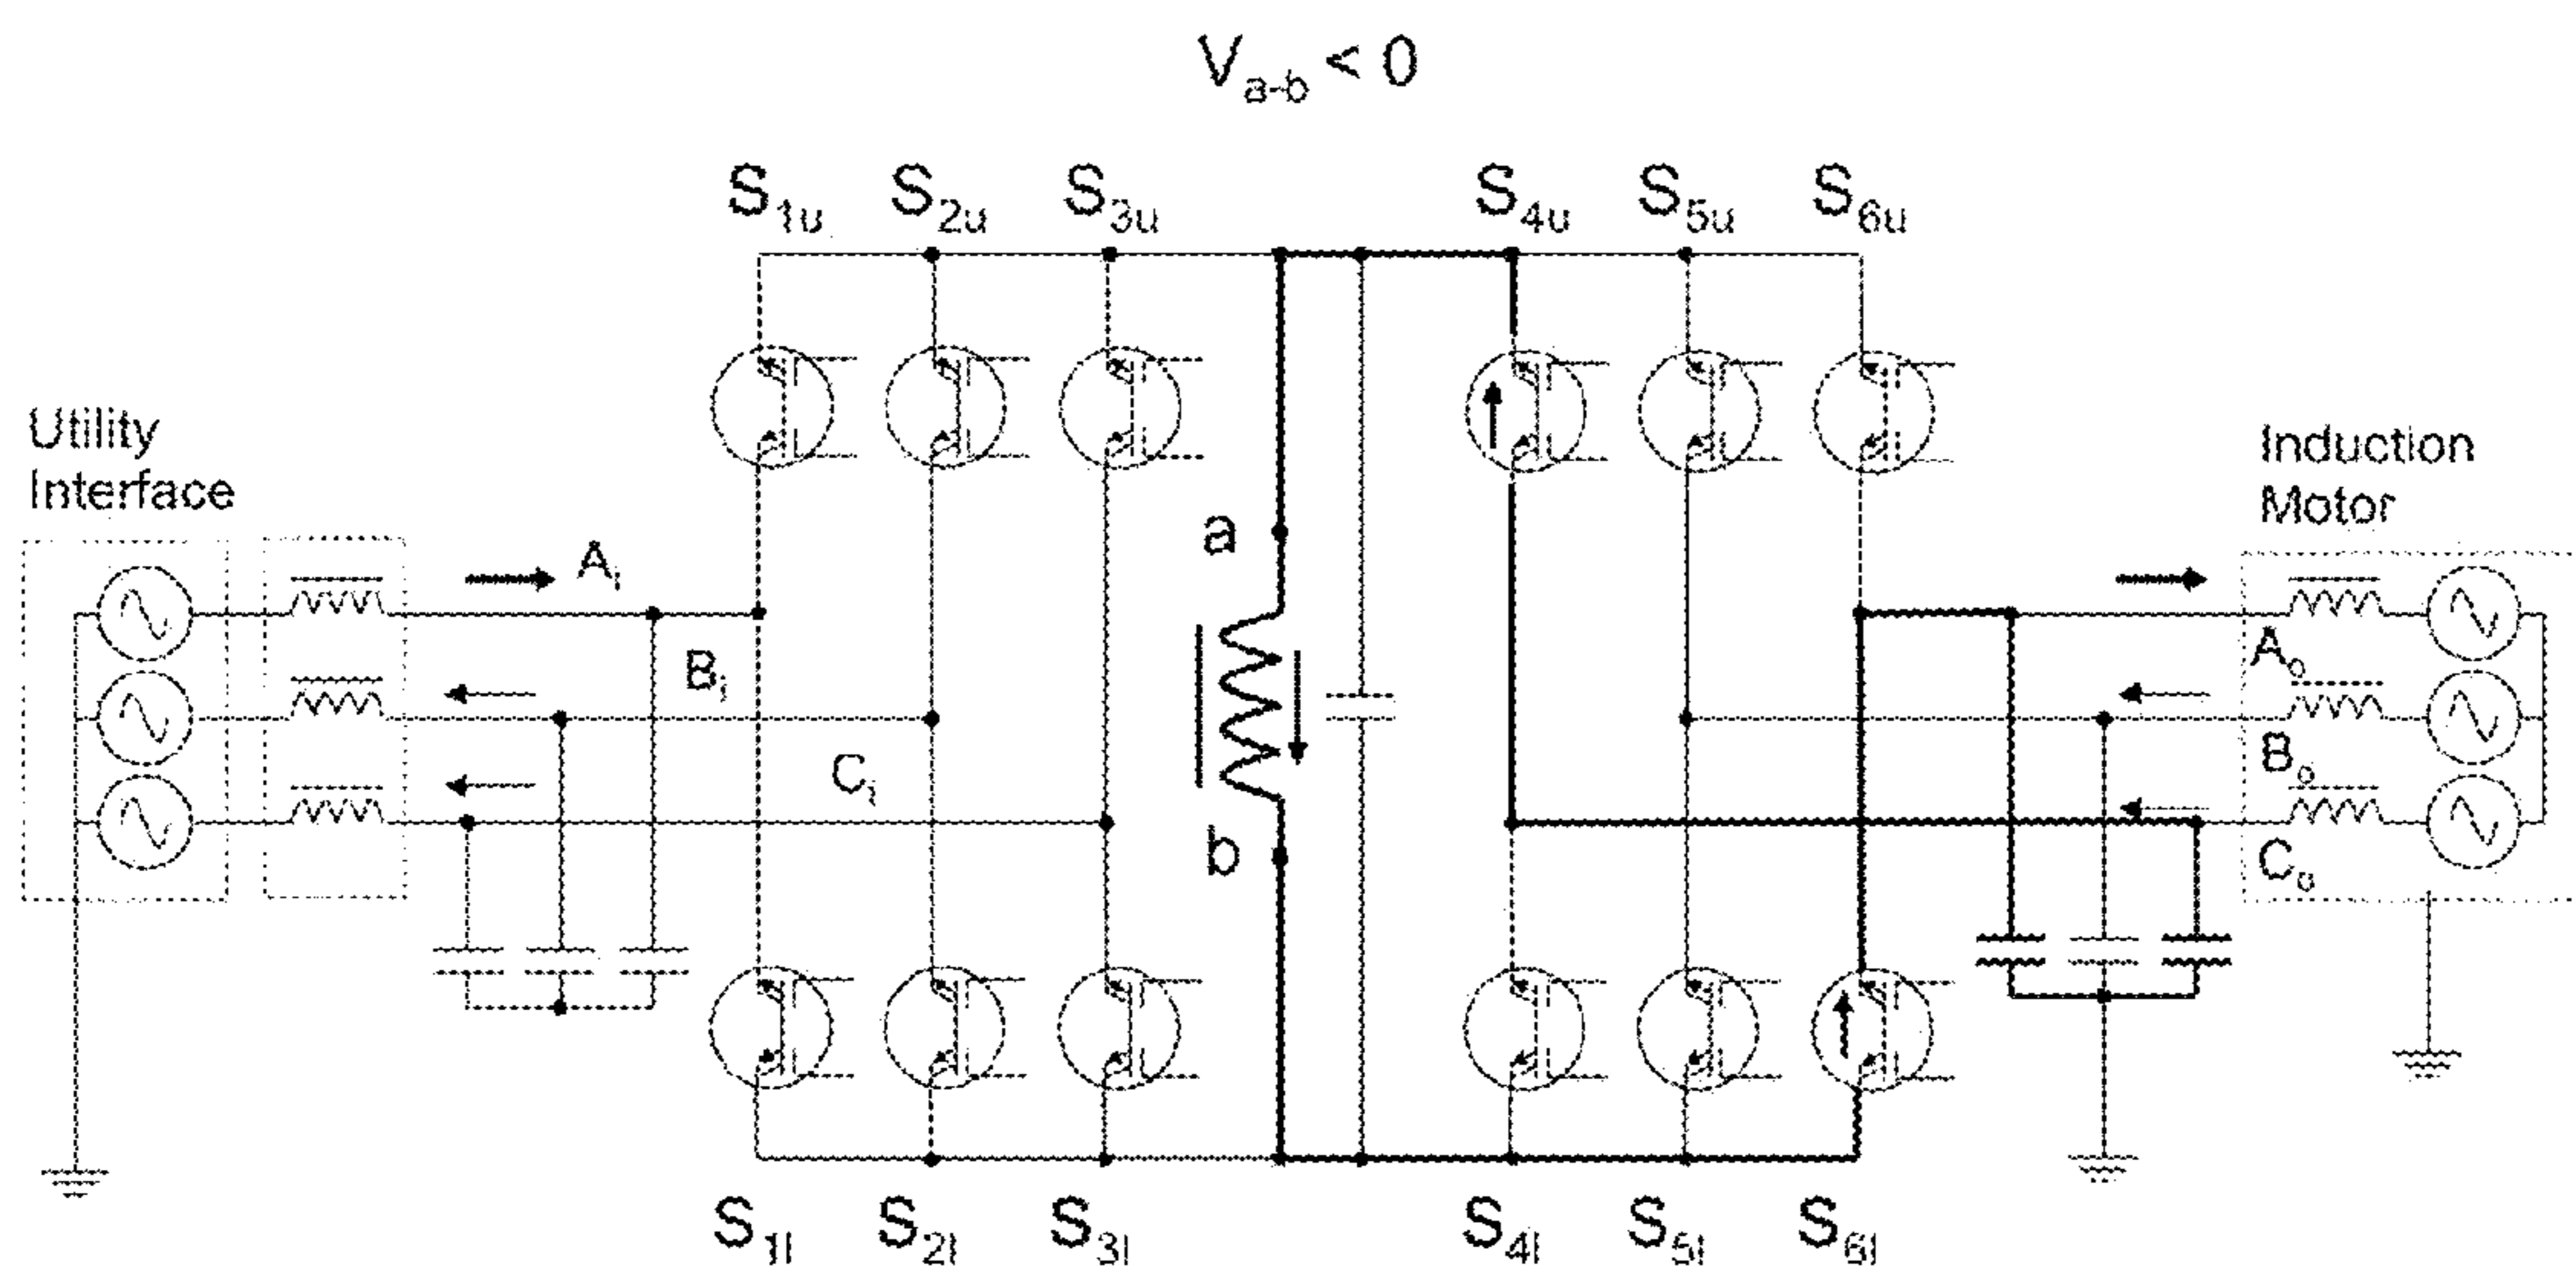 Va-b < 0
S1u S2u S3u S4u S5u S6u
Utility
Interface
Induction
Motor
a
Ai
Bi
Ao
Ci
Bo
b
Co
S1l S2l S3l S4l S5l S6l